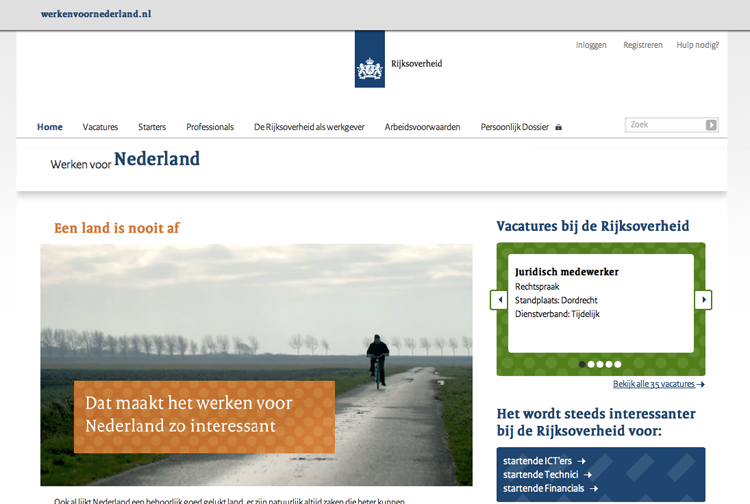 werkenvoornederland.nl
Inloggen Registreren Hulp nodig?
Rijksoverheid
Home Vacatures Starters Professionals De Rijksoverheid als werkgever Arbeidsvoorwaarden Persoonlijk Dossier Zoek
Werken voor Nederland
Een land is nooit af
Dat maakt het werken voor
Nederland zo interessant
Ook al lijkt Nederland een behoorlijk goed gelukt land, er zijn natuurlijk altijd zaken die beter kunnen.
Vacatures bij de Rijksoverheid
Juridisch medewerker
Rechtspraak
Standplaats: Dordrecht
Dienstverband: Tijdelijk
Bekijk alle 35 vacatures
Het wordt steeds interessanter
bij de Rijksoverheid voor:
startende ICT'ers
startende Technici
startende Financials